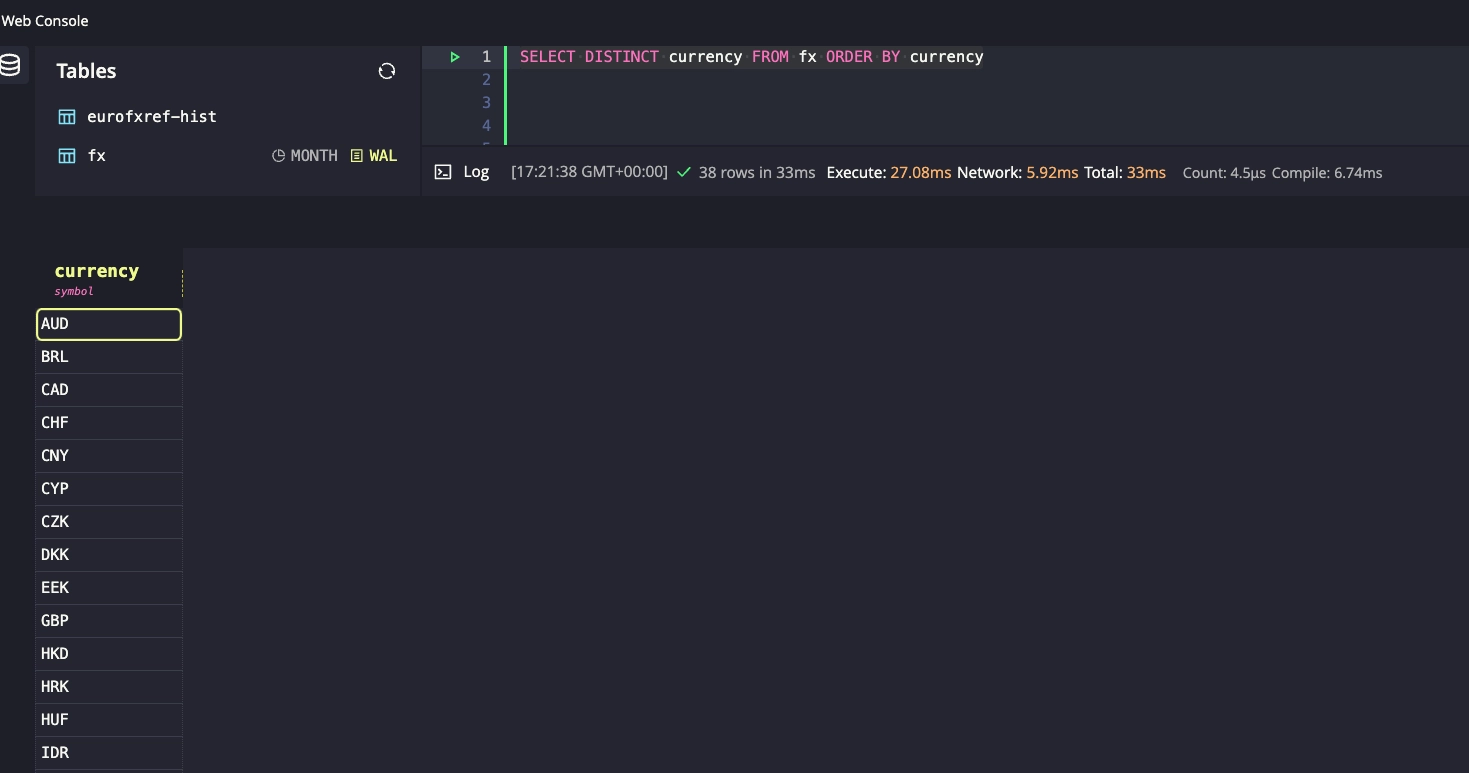 Web Console
Tables
eurofxref-hist
fx MONTH WAL
1 SELECT DISTINCT currency FROM fx ORDER BY currency
2
3
4
Log [17:21:38 GMT+00:00] 38 rows in 33ms Execute: 27.08ms Network: 5.92ms Total: 33ms Count: 4.5µs Compile: 6.74ms
currency
symbol
AUD
BRL
CAD
CHF
CNY
CYP
CZK
DKK
EEK
GBP
HKD
HRK
HUF
IDR